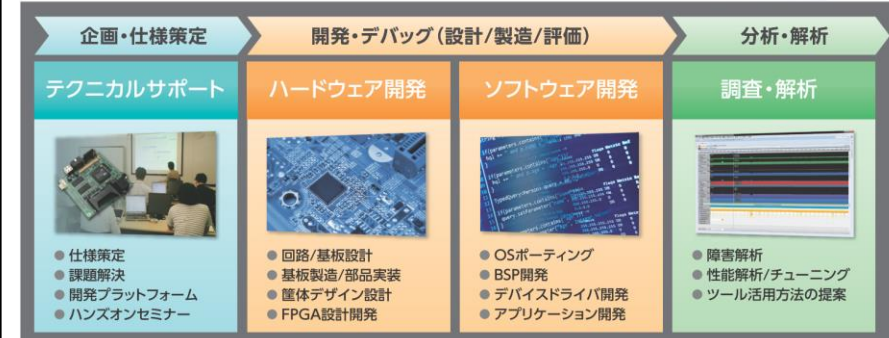 企画・仕様策定
開発・デバッグ(設計/製造/評価)
分析・解析
テクニカルサポート
ハードウェア開発
ソフトウェア開発
調査・解析
● 仕様策定
● 課題解決
● 開発プラットフォーム
● ハンズオンセミナー
● 回路/基板設計
● 基板製造/部品実装
● 筐体デザイン設計
● FPGA設計開発
● OSポーティング
● BSP開発
● デバイスドライバ開発
● アプリケーション開発
● 障害解析
● 性能解析/チューニング
● ツール活用方法の提案